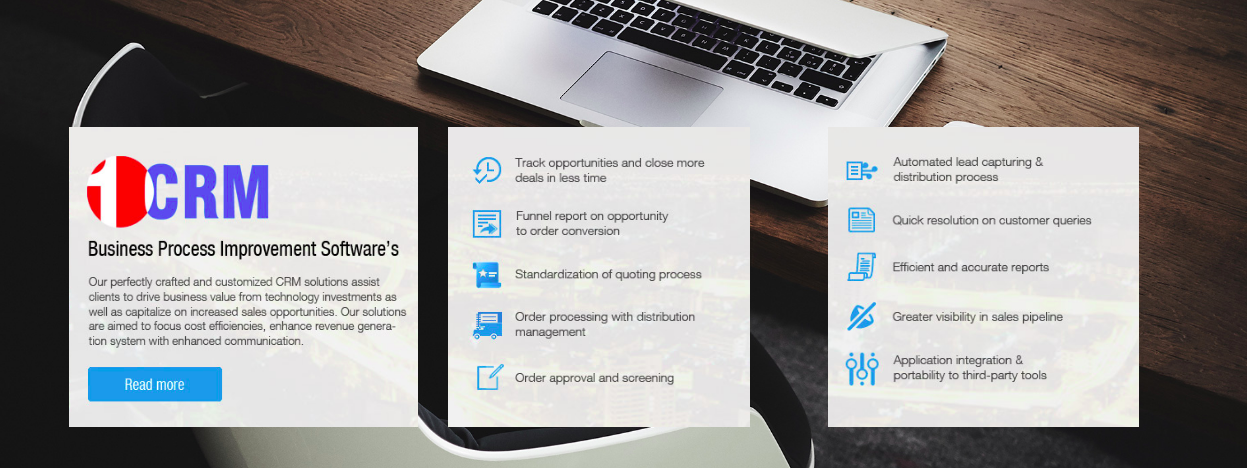 1CRM
Business Process Improvement Software's
Our perfectly crafted and customized CRM solutions assist
clients to drive business value from technology investments as
well as capitalize on increased sales opportunities. Our solutions
are aimed to focus cost efficiencies, enhance revenue genera-
tion system with enhanced communication.
Read more
Track opportunities and close more
deals in less time
Funnel report on opportunity
to order conversion
Standardization of quoting process
Order processing with distribution
management
Order approval and screening
Automated lead capturing &
distribution process
Quick resolution on customer queries
Efficient and accurate reports
Greater visibility in sales pipeline
Application integration &
portability to third-party tools